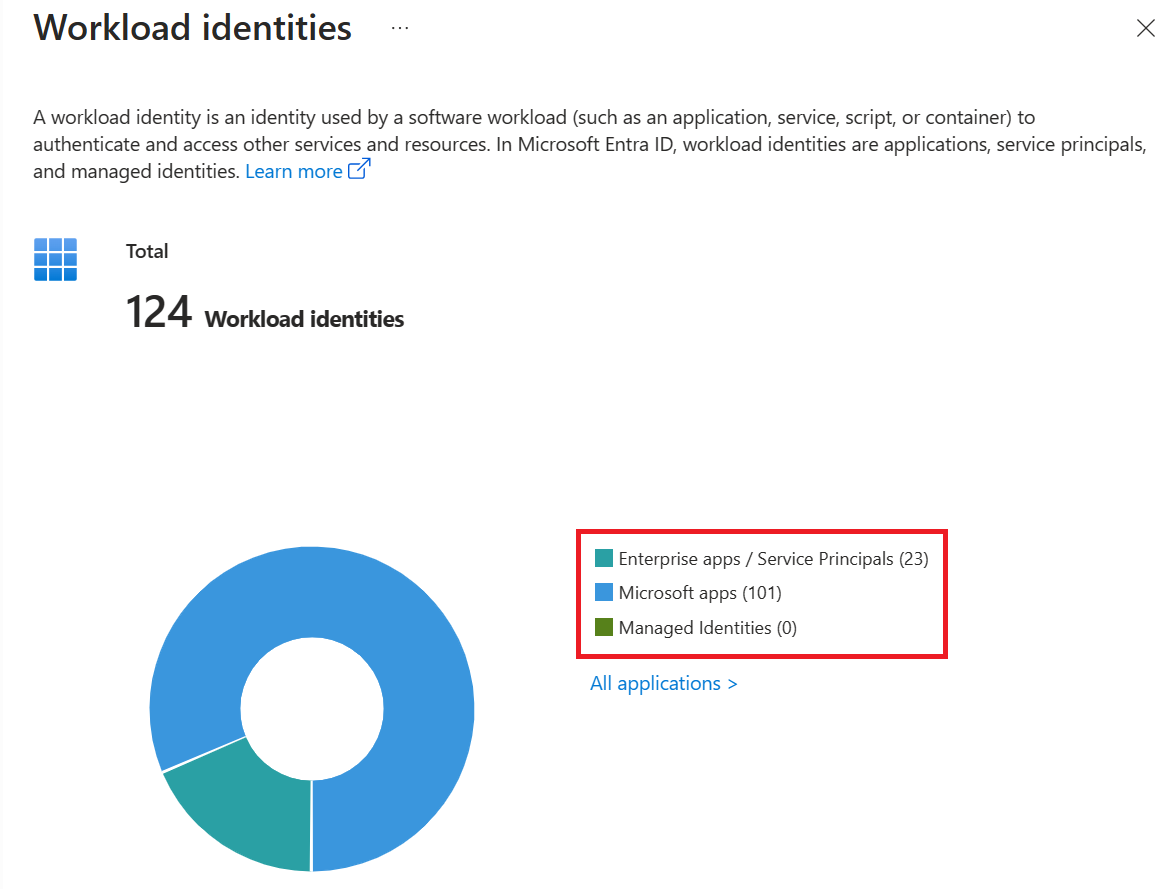 Workload identities ...
A workload identity is an identity used by a software workload (such as an application, service, script, or container) to
authenticate and access other services and resources. In Microsoft Entra ID, workload identities are applications, service principals,
and managed identities. Learn more
Total
124 Workload identities
Enterprise apps / Service Principals (23)
Microsoft apps (101)
Managed Identities (0)
All applications >